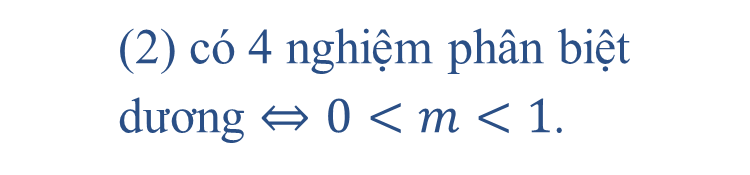 (2) có 4 nghiệm phân biệt
dương ⇔ 0 < 𝑚 < 1.